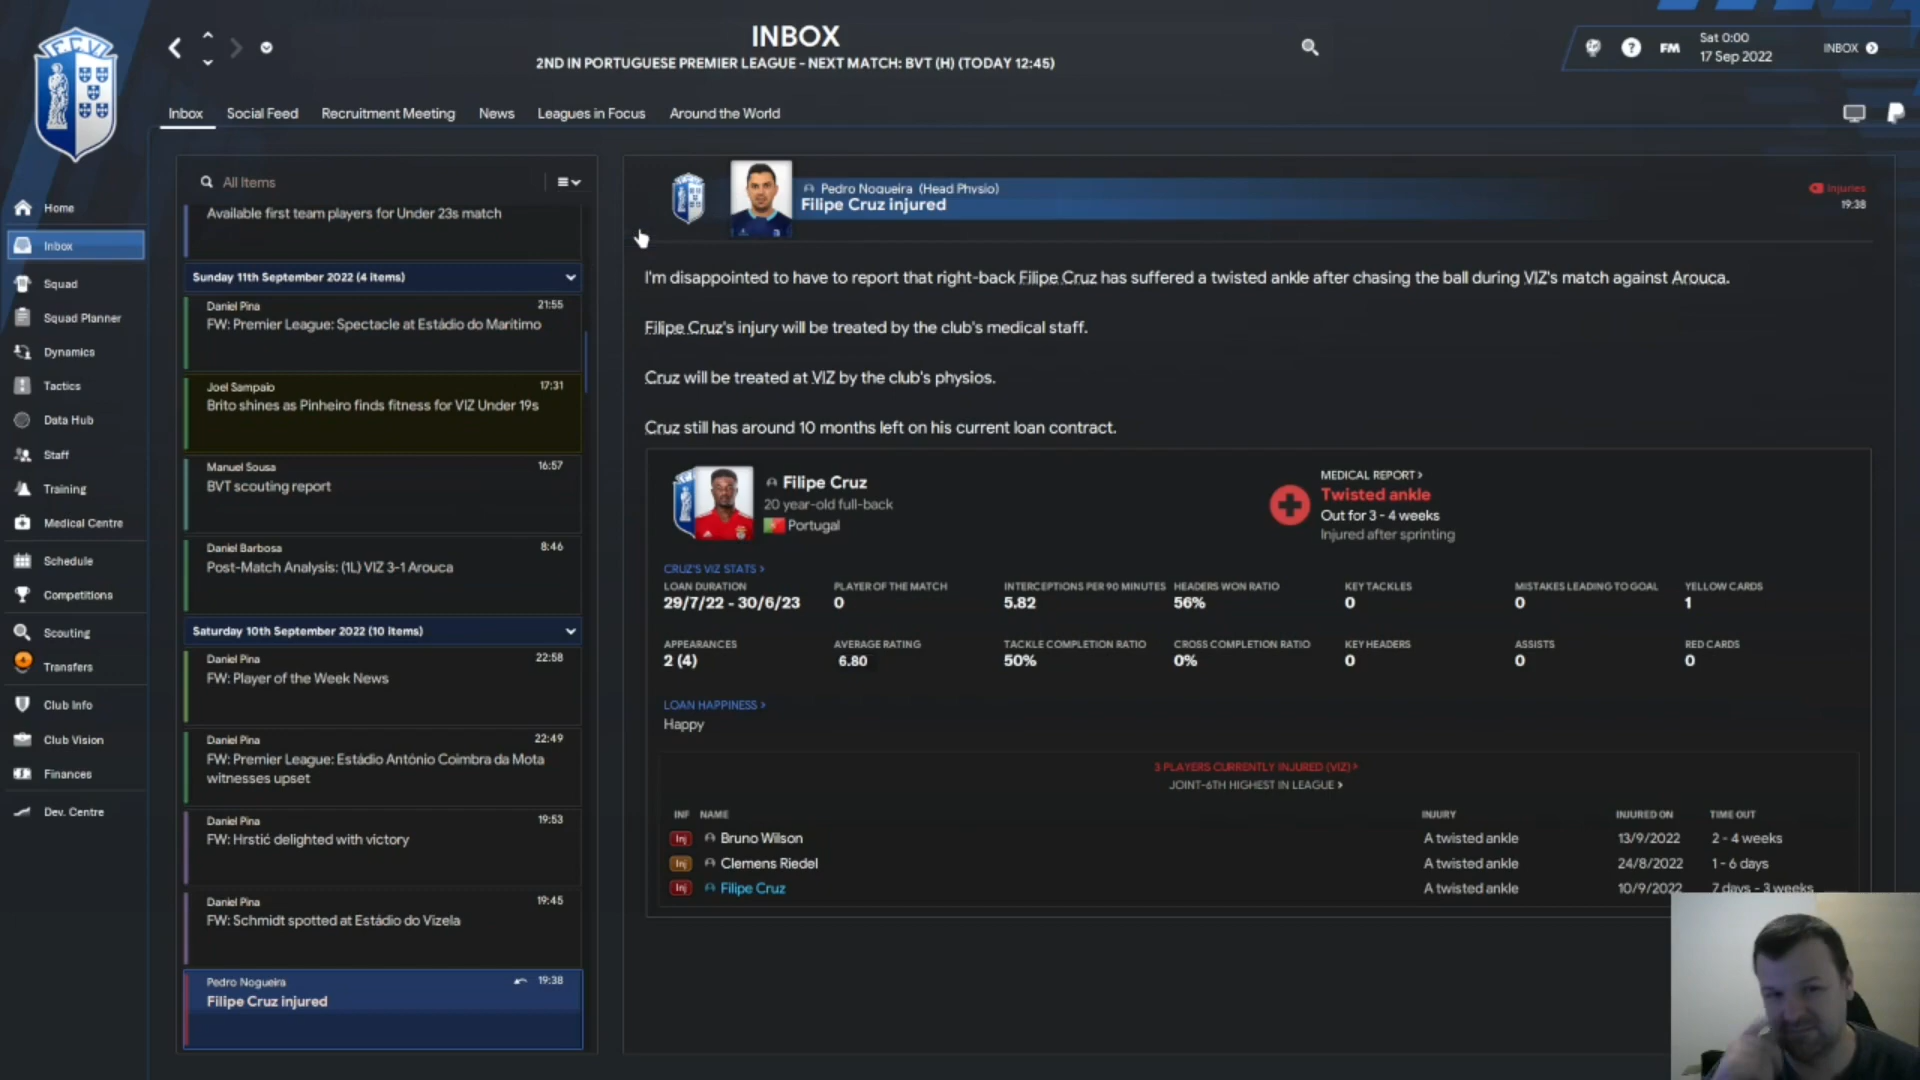 INBOX
2ND IN PORTUGUESE PREMIER LEAGUE - NEXT MATCH: BVT (H) (TODAY 12:45)
FM
Sat 0:00
17 Sep 2022
INBOX
Inbox
Social Feed
Recruitment Meeting
News
Leagues in Focus
Around the World
Home
Inbox
Squad
Squad Planner
Dynamics
Tactics
Data Hub
Staff
Training
Medical Centre
Schedule
Competitions
Scouting
Transfers
Club Info
Club Vision
Finances
Dev. Centre
All Items
Available first team players for Under 23s match
Sunday 11th September 2022 (4 items)
Daniel Pina 21:55
FW: Premier League: Spectacle at Estádio do Marítimo
Joel Sampaio 17:31
Brito shines as Pinheiro finds fitness for VIZ Under 19s
Manuel Sousa 16:57
BVT scouting report
Daniel Barbosa 8:46
Post-Match Analysis: (1L) VIZ 3-1 Arouca
Saturday 10th September 2022 (10 items)
Daniel Pina 22:58
FW: Player of the Week News
Daniel Pina 22:49
FW: Premier League: Estádio António Coimbra da Mota
witnesses upset
Daniel Pina 19:53
FW: Hrstić delighted with victory
Daniel Pina 19:45
FW: Schmidt spotted at Estádio do Vizela
Pedro Nogueira 19:38
Filipe Cruz injured
Pedro Nogueira (Head Physio)
Filipe Cruz injured
Injuries
19:38
I'm disappointed to have to report that right-back Filipe Cruz has suffered a twisted ankle after chasing the ball during VIZ's match against Arouca.
Filipe Cruz's injury will be treated by the club's medical staff.
Cruz will be treated at VIZ by the club's physios.
Cruz still has around 10 months left on his current loan contract.
Filipe Cruz
20 year-old full-back
Portugal
MEDICAL REPORT >
Twisted ankle
Out for 3 - 4 weeks
Injured after sprinting
CRUZ'S VIZ STATS >
LOAN DURATION PLAYER OF THE MATCH INTERCEPTIONS PER 90 MINUTES HEADERS WON RATIO KEY TACKLES MISTAKES LEADING TO GOAL YELLOW CARDS
29/7/22 - 30/6/23 0 5.82 56% 0 0 1
APPEARANCES AVERAGE RATING TACKLE COMPLETION RATIO CROSS COMPLETION RATIO KEY HEADERS ASSISTS RED CARDS
2 (4) 6.80 50% 0% 0 0 0
LOAN HAPPINESS >
Happy
3 PLAYERS CURRENTLY INJURED (VIZ) >
JOINT-6TH HIGHEST IN LEAGUE >
INF NAME INJURY INJURED ON TIME OUT
Inj Bruno Wilson A twisted ankle 13/9/2022 2 - 4 weeks
Inj Clemens Riedel A twisted ankle 24/8/2022 1 - 6 days
Inj Filipe Cruz A twisted ankle 10/9/2022 7 days - 3 weeks